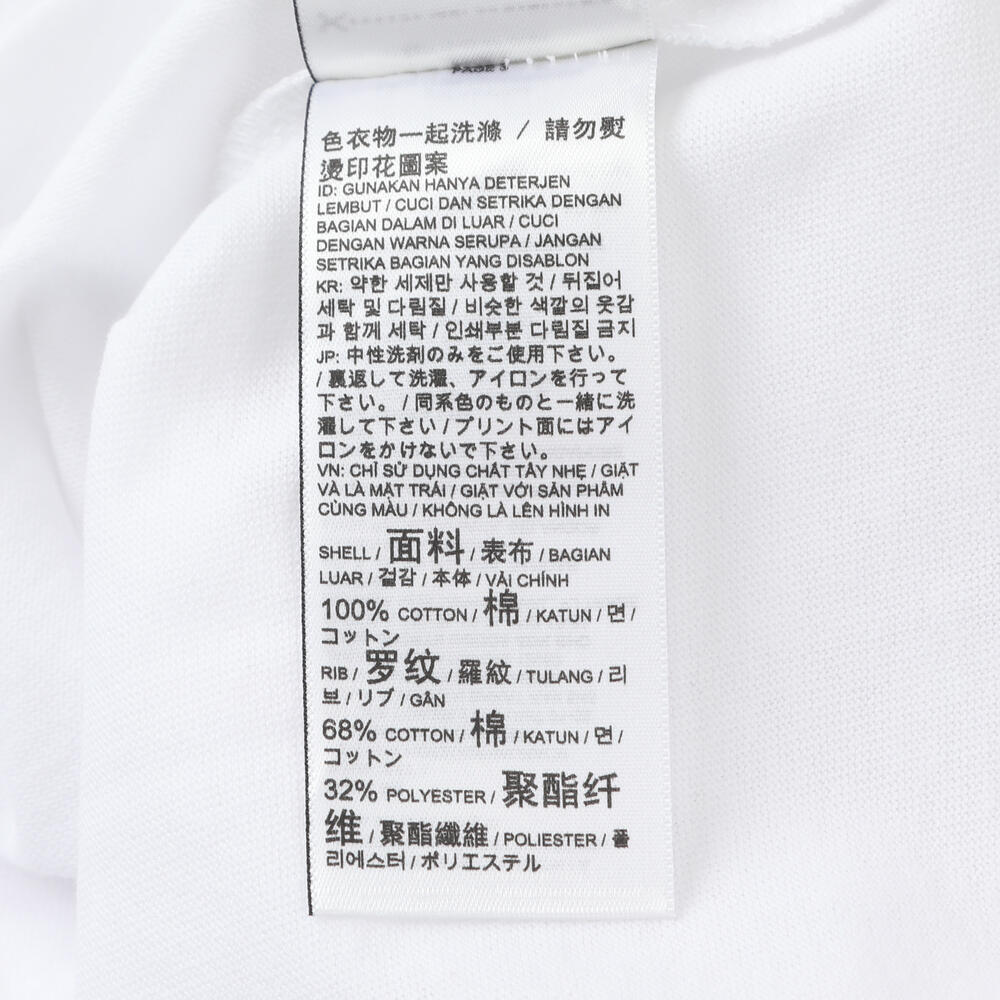 色衣物一起洗滌 / 請勿熨
燙印花圖案
ID: GUNAKAN HANYA DETERJEN
LEMBUT / CUCI DAN SETRIKA DENGAN
BAGIAN DALAM DI LUAR / CUCI
DENGAN WARNA SERUPA / JANGAN
SETRIKA BAGIAN YANG DISABLON
KR: 약한 세제만 사용할 것 / 뒤집어
세탁 및 다림질 / 비슷한 색깔의 옷감
과 함께 세탁 / 인쇄부분 다림질 금지
JP: 中性洗剤のみをご使用下さい。
/ 裏返して洗濯、アイロンを行って
下さい。 / 同系色のものと一緒に洗
濯して下さい / プリント面にはアイ
ロンをかけないで下さい。
VN: CHỈ SỬ DỤNG CHẤT TẨY NHẸ / GIẶT
VÀ LÀ MẶT TRÁI / GIẶT VỚI SẢN PHẨM
CÙNG MÀU / KHÔNG LÀ LÊN HÌNH IN
SHELL / 面料 / 表布 / BAGIAN
LUAR / 겉감 / 本体 / VẢI CHÍNH
100% COTTON / 棉 / KATUN / 면 /
コットン
RIB / 罗纹 / 羅紋 / TULANG / 리
브 / リブ / GÂN
68% COTTON / 棉 / KATUN / 면 /
コットン
32% POLYESTER / 聚酯纤
维 / 聚酯纖維 / POLIESTER / 폴
리에스터 / ポリエステル